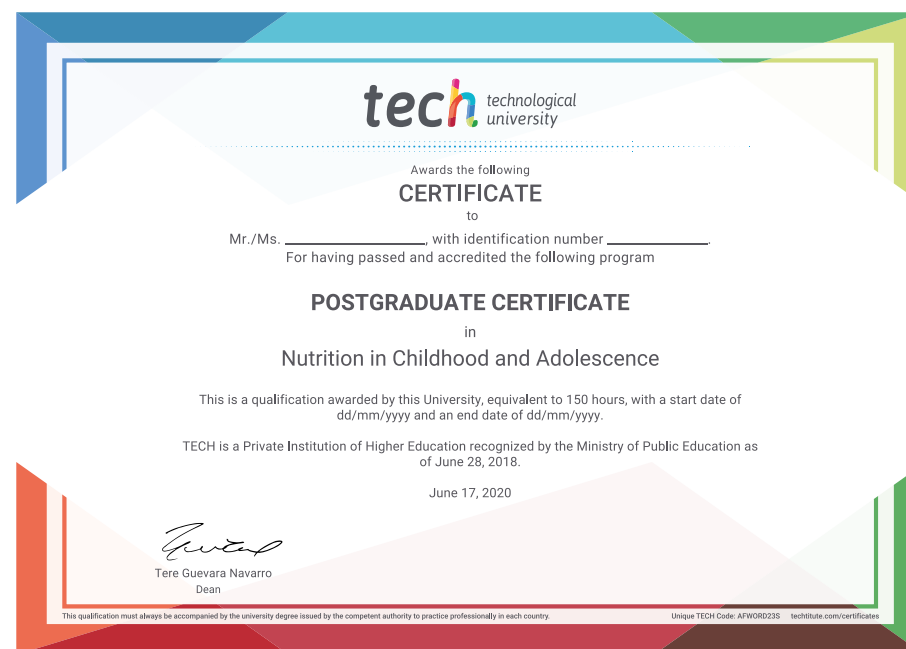 tech technological
university
Awards the following
CERTIFICATE
to
Mr./Ms. ____________________, with identification number ______________.
For having passed and accredited the following program
POSTGRADUATE CERTIFICATE
in
Nutrition in Childhood and Adolescence
This is a qualification awarded by this University, equivalent to 150 hours, with a start date of
dd/mm/yyyy and an end date of dd/mm/yyyy.
TECH is a Private Institution of Higher Education recognized by the Ministry of Public Education as
of June 28, 2018.
June 17, 2020
Tere Guevara Navarro
Dean
This qualification must always be accompanied by the university degree issued by the competent authority to practice professionally in each country. Unique TECH Code: AFWORD23S techtitute.com/certificates